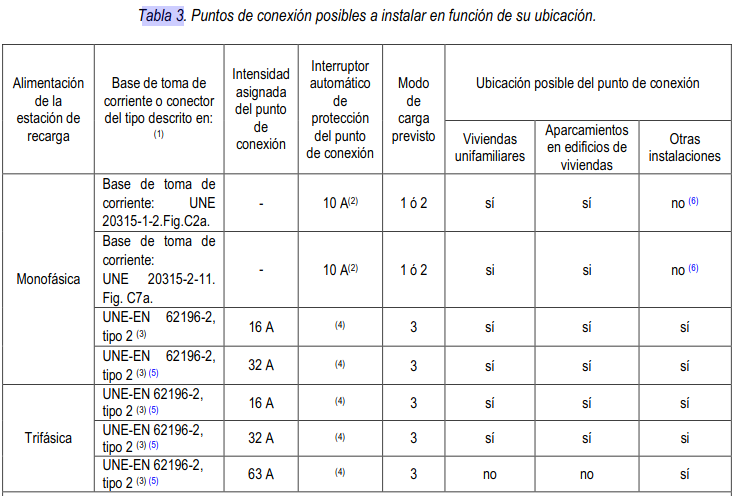 Tabla 3. Puntos de conexión posibles a instalar en función de su ubicación.
Alimentación de la estación de recarga
Base de toma de corriente o conector del tipo descrito en: (1)
Intensidad asignada del punto de conexión
Interruptor automático de protección del punto de conexión
Modo de carga previsto
Ubicación posible del punto de conexión
Viviendas unifamiliares
Aparcamientos en edificios de viviendas
Otras instalaciones
Monofásica
Base de toma de corriente: UNE 20315-1-2.Fig.C2a.
-
10 A(2)
1 ó 2
sí
sí
no (6)
Base de toma de corriente: UNE 20315-2-11. Fig. C7a.
-
10 A(2)
1 ó 2
si
si
no (6)
UNE-EN 62196-2, tipo 2 (3)
16 A
(4)
3
sí
sí
sí
UNE-EN 62196-2, tipo 2 (3) (5)
32 A
(4)
3
sí
sí
sí
Trifásica
UNE-EN 62196-2, tipo 2 (3) (5)
16 A
(4)
3
sí
sí
sí
UNE-EN 62196-2, tipo 2 (3) (5)
32 A
(4)
3
sí
sí
si
UNE-EN 62196-2, tipo 2 (3) (5)
63 A
(4)
3
no
no
sí